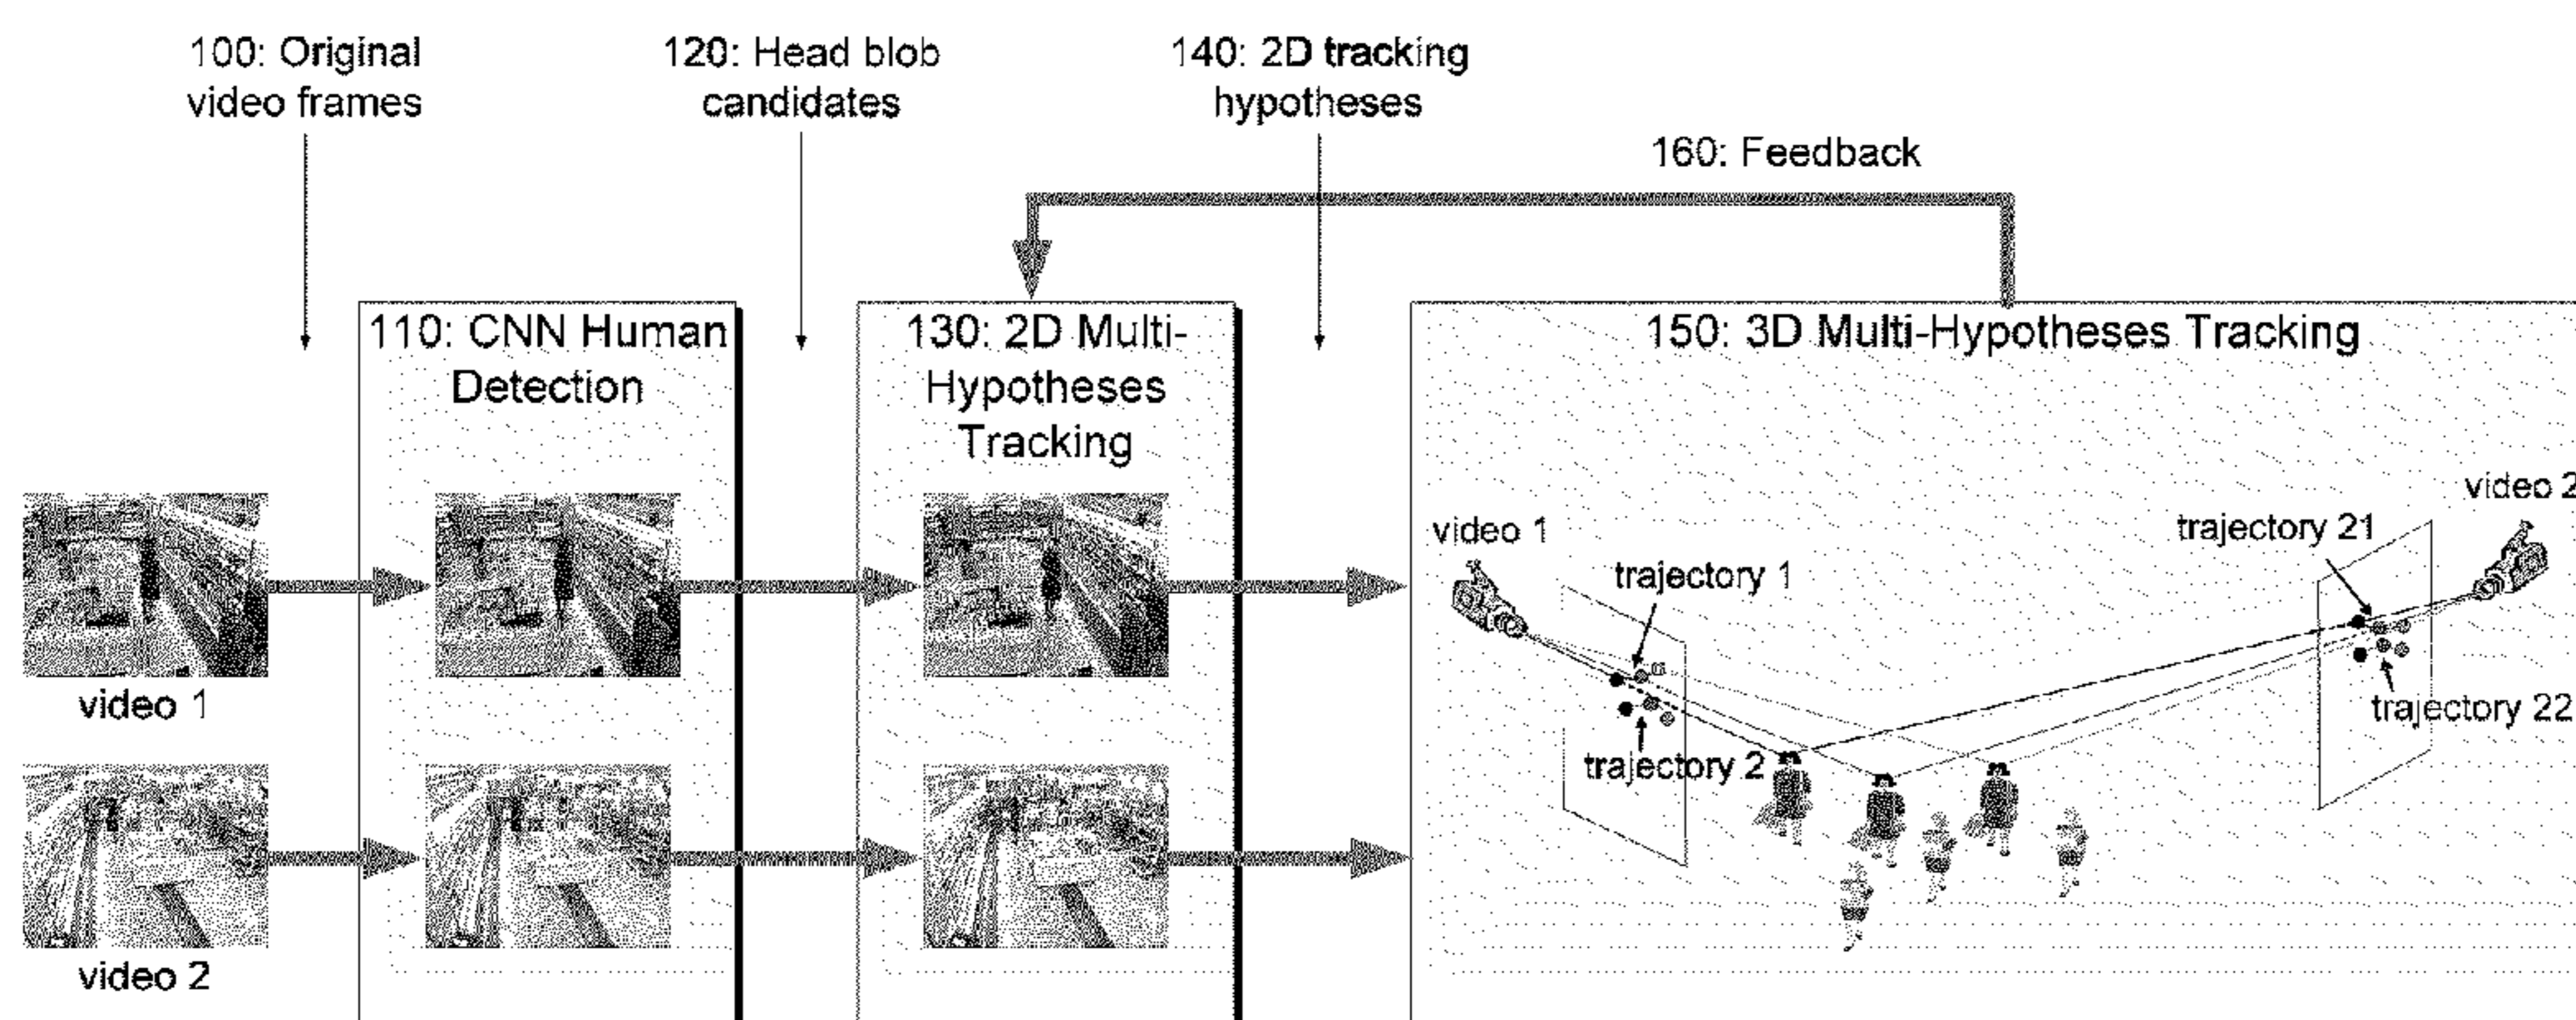 100: Original
video frames
120: Head blob
candidates
140: 2D tracking
hypotheses
160: Feedback
110: CNN Human
Detection
130: 2D Multi-
Hypotheses
Tracking
150: 3D Multi-Hypotheses Tracking
video 1
video 2
video 1
trajectory 1
trajectory 2
video 2
trajectory 21
trajectory 22